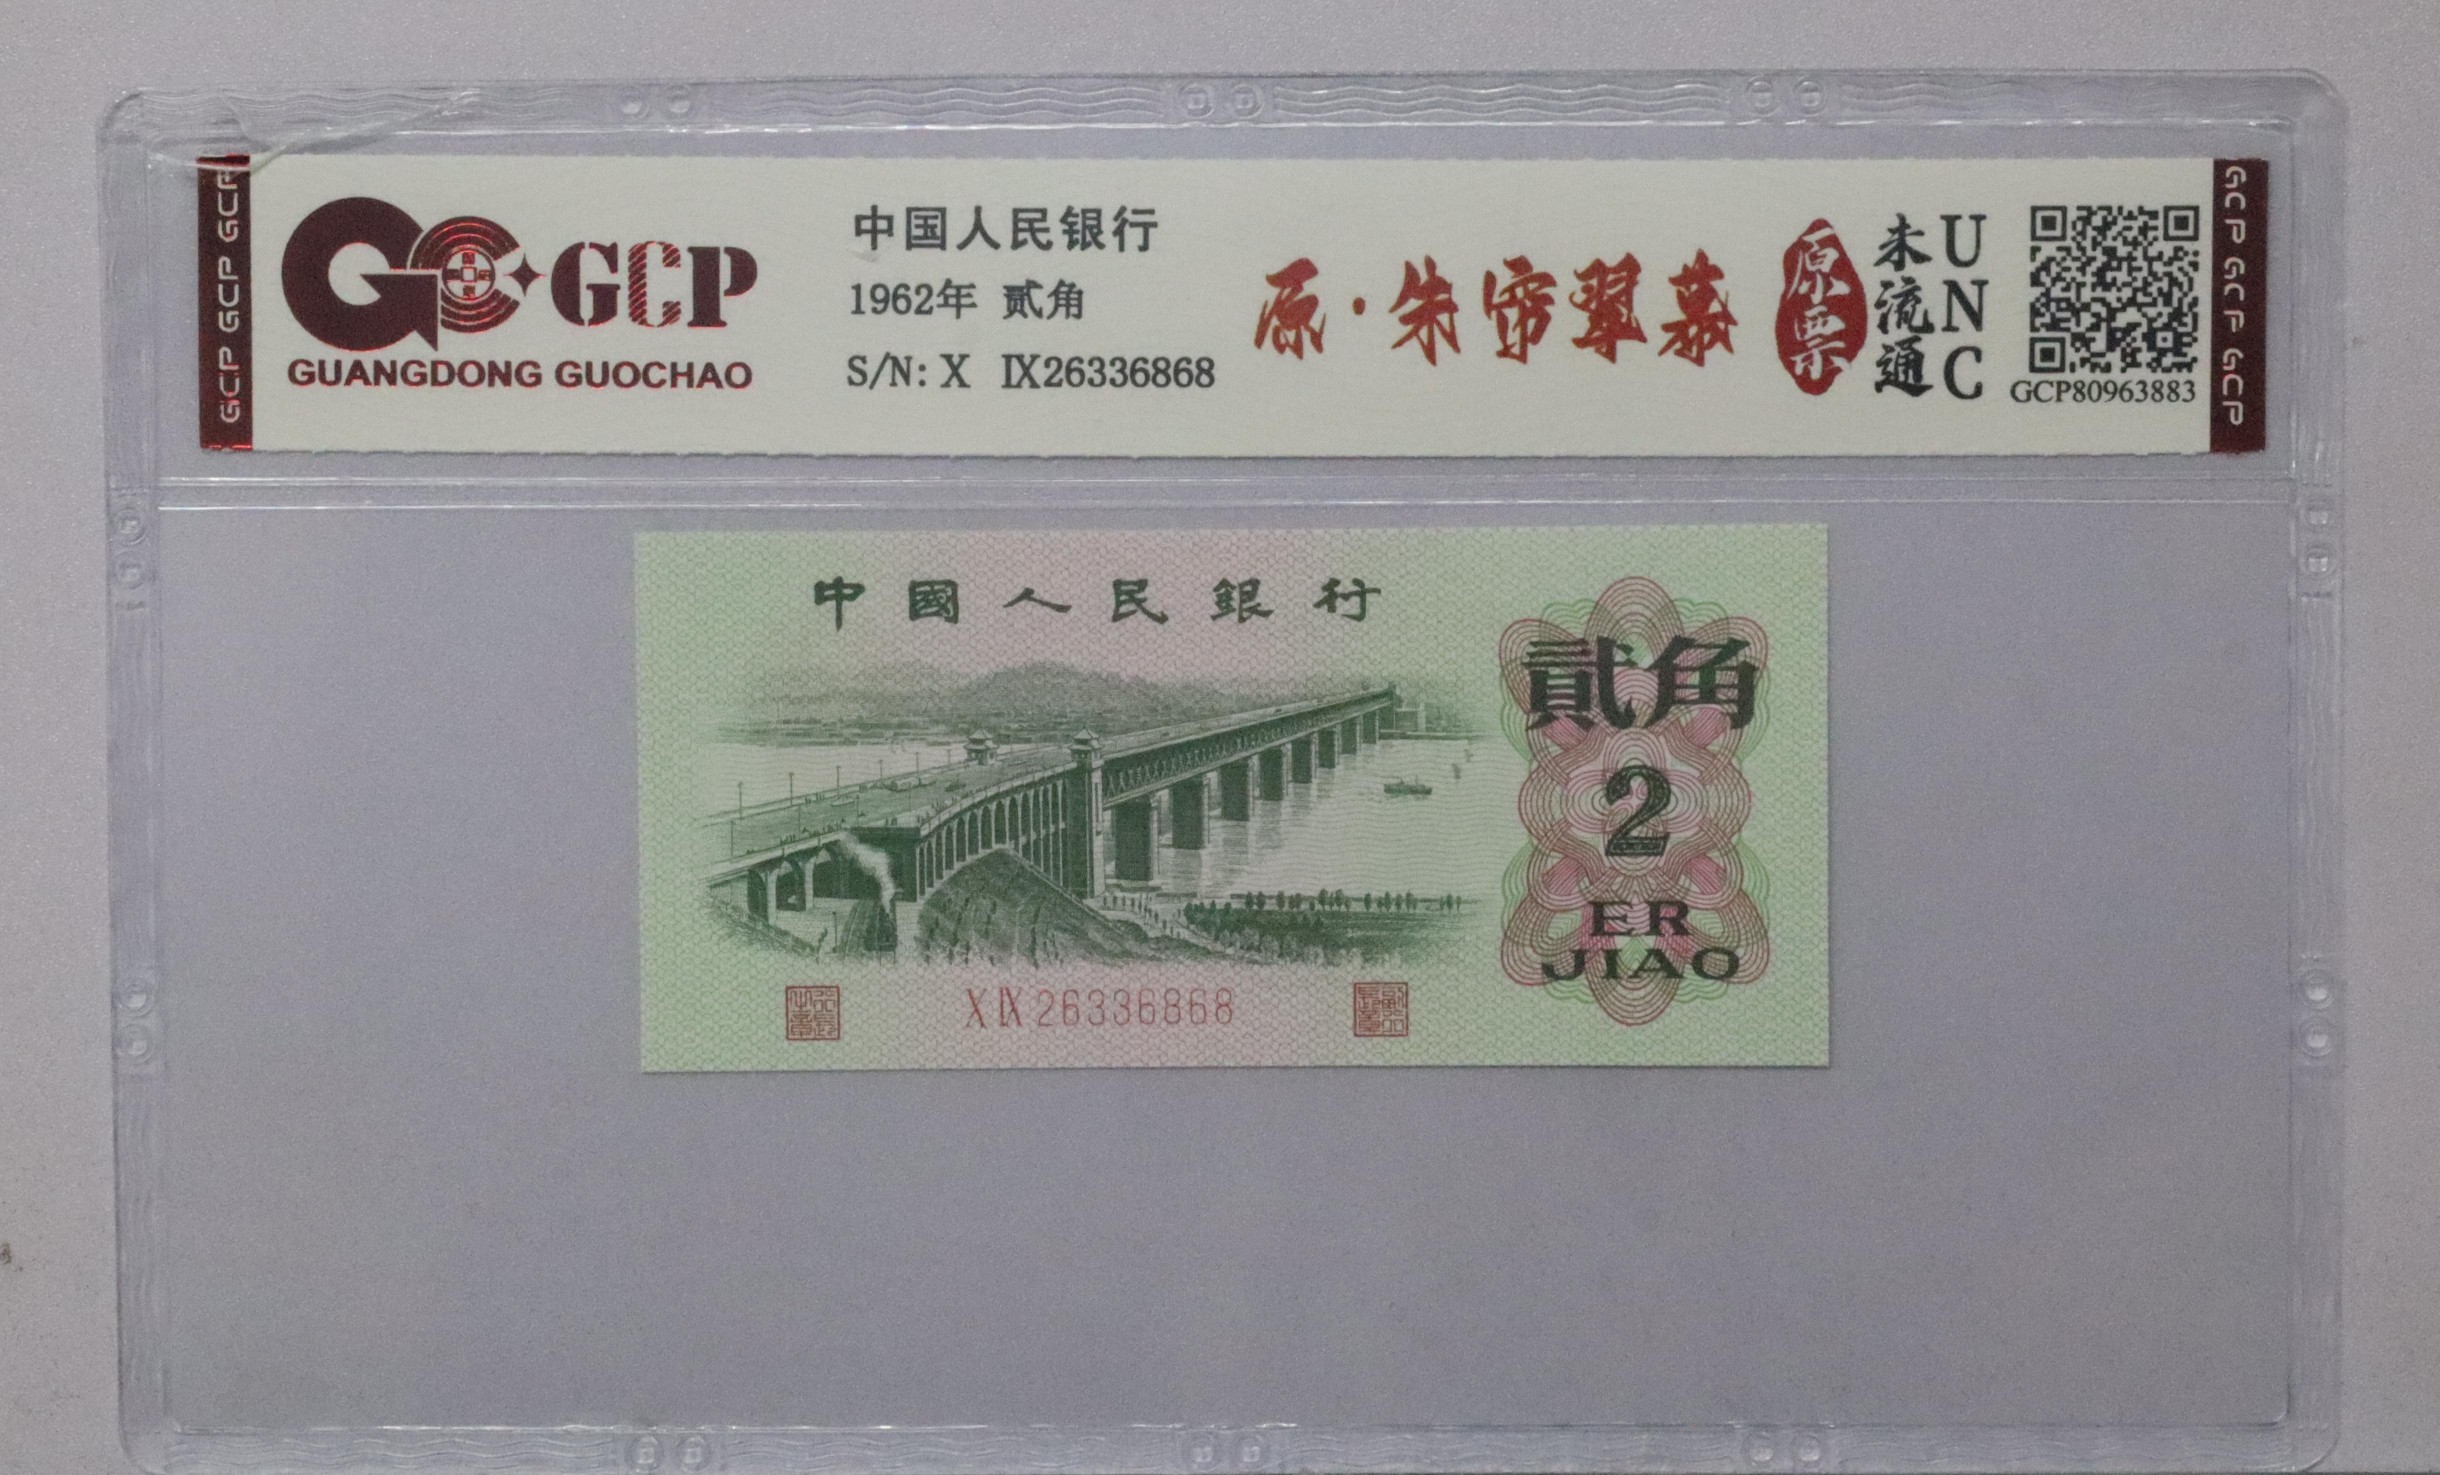 GCP GCP GCP
GCP
GUANGDONG GUOCHAO
中国人民银行
1962年 贰角
S/N: X IX26336868
原·朱帘翠幕
原票
未流通
UNC
GCP80963883
GCP GCP GCP
中國人民銀行
貳角
2
ER
JIAO
X IX 26336868